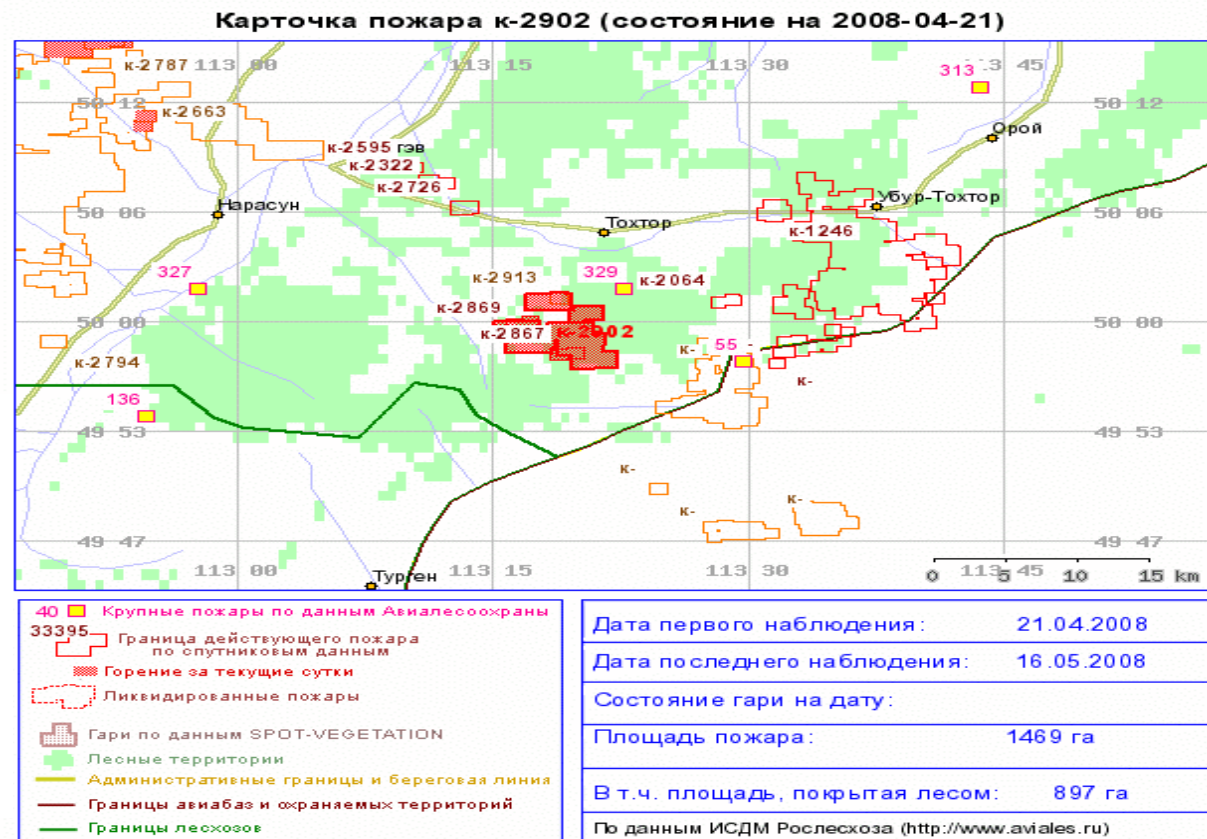 Карточка пожара к-2902 (состояние на 2008-04-21)
к-2787
113 00
113 15
113 30
313
3 45
50 12
к-2663
50 12
Орой
к-2595 гэв
к-2322
к-2726
Нарасун
50 06
Тохтор
Убур-Тохтор
50 06
к-1246
327
к-2913
329
к-2064
к-2869
50 00
к-2867
к-2902
50 00
к-2794
к-
55
к-
136
49 53
49 53
к-
к-
к-
49 47
49 47
113 00
Турген
113 15
113 30
113 45
0 5 10 15 km
40 Крупные пожары по данным Авиалесоохраны
33395
Граница действующего пожара
по спутниковым данным
Горение за текущие сутки
Ликвидированные пожары
Гари по данным SPOT-VEGETATION
Лесные территории
Административные границы и береговая линия
Границы авиабаз и охраняемых территорий
Границы лесхозов
Дата первого наблюдения: 21.04.2008
Дата последнего наблюдения: 16.05.2008
Состояние гари на дату:
Площадь пожара: 1469 га
В т.ч. площадь, покрытая лесом: 897 га
По данным ИСДМ Рослесхоза (http://www.aviales.ru)